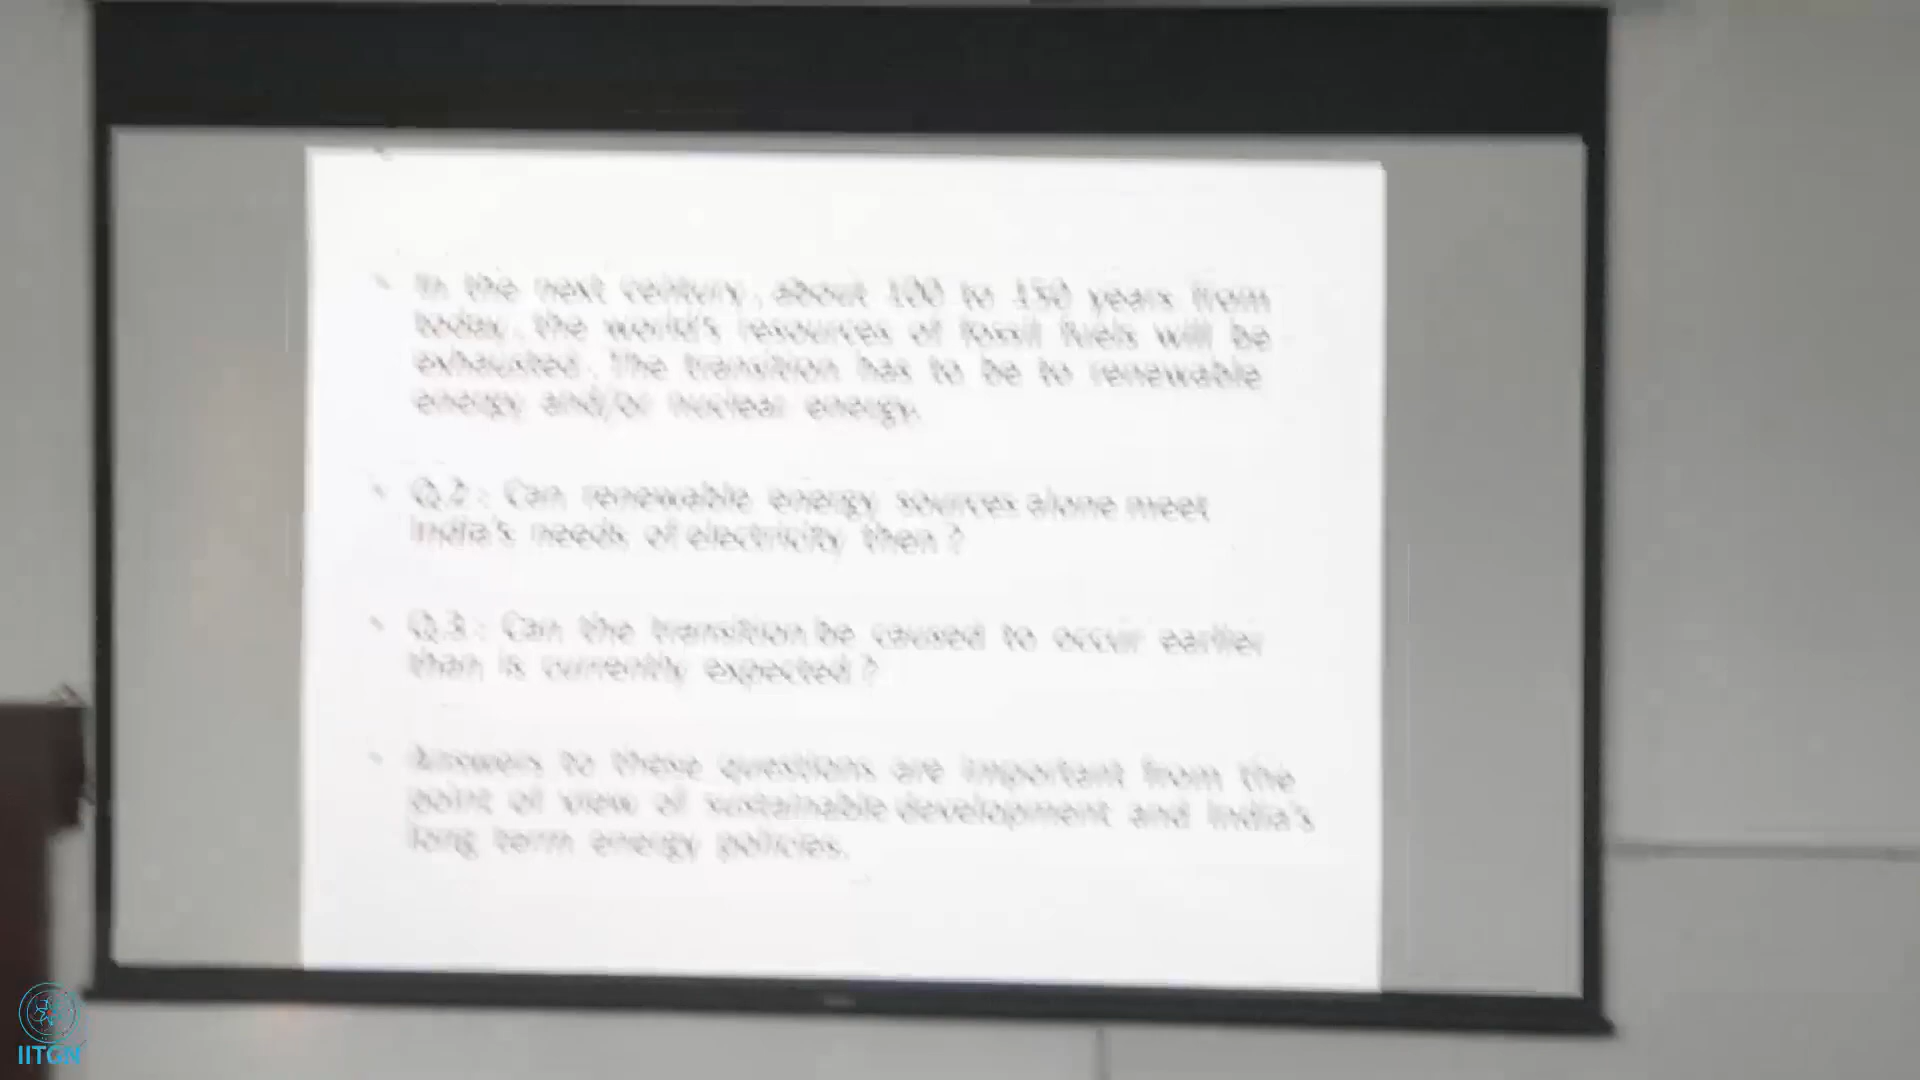 In the next century, about 100 to 150 years from
today, the world's resources of fossil fuels will be
exhausted. The transition has to be to renewable
energy and/or nuclear energy.
Q.2 : Can renewable energy sources alone meet
India's needs of electricity then ?
Q.3 : Can the transition be caused to occur earlier
than is currently expected ?
Answers to these questions are important from the
point of view of sustainable development and India's
long term energy policies.
IITGN